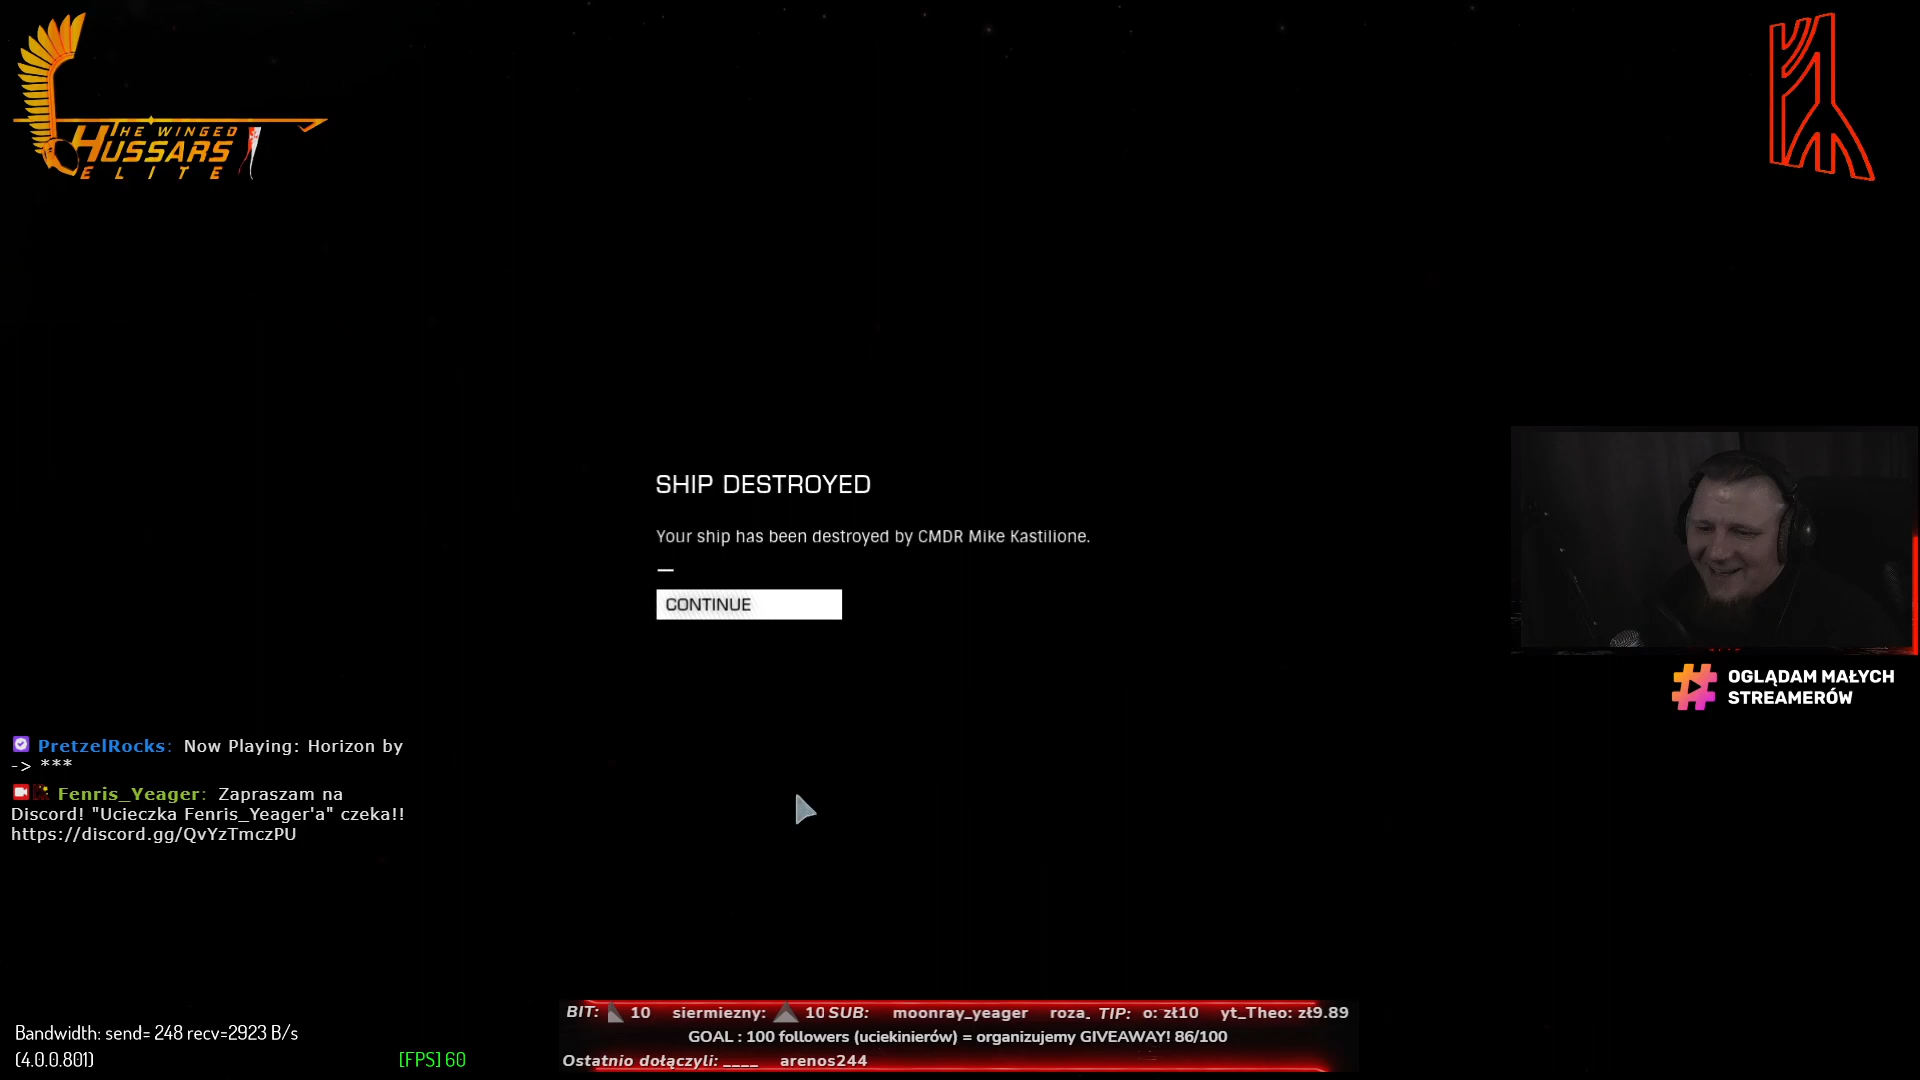 THE WINGED
HUSSARS
ELITE
SHIP DESTROYED
Your ship has been destroyed by CMDR Mike Kastilione.
CONTINUE
OGLĄDAM MAŁYCH
STREAMERÓW
PretzelRocks: Now Playing: Horizon by
-> ***
Fenris_Yeager: Zapraszam na
Discord! "Ucieczka Fenris_Yeager'a" czeka!!
https://discord.gg/QvYzTmczPU
Bandwidth: send= 248 recv=2923 B/s
(4.0.0.801) [FPS] 60
BIT: 10 siermiezny: 10 SUB: moonray_yeager roza_ TIP: o: zł10 yt_Theo: zł9.89
GOAL : 100 followers (uciekinierów) = organizujemy GIVEAWAY! 86/100
Ostatnio dołączyli: ____ arenos244